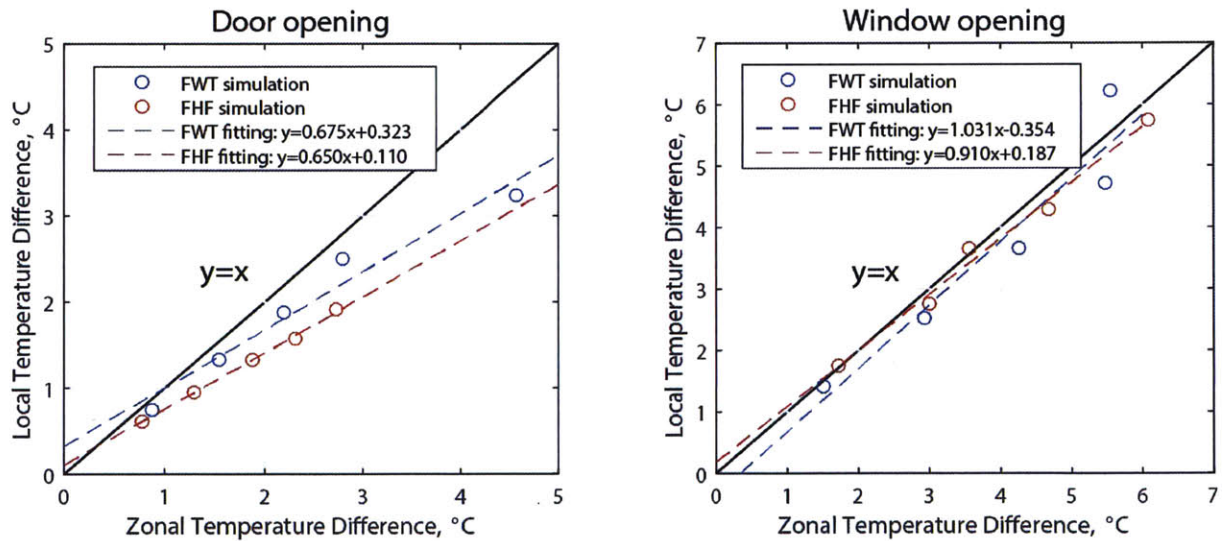 Door opening
5
4
3
2
1
0
Local Temperature Difference, °C
FWT simulation
FHF simulation
FWT fitting: y=0.675x+0.323
FHF fitting: y=0.650x+0.110
y=x
0 1 2 3 4 5
Zonal Temperature Difference, °C
Window opening
7
6
5
4
3
2
1
0
Local Temperature Difference, °C
FWT simulation
FHF simulation
FWT fitting: y=1.031x-0.354
FHF fitting: y=0.910x+0.187
y=x
0 1 2 3 4 5 6 7
Zonal Temperature Difference, °C